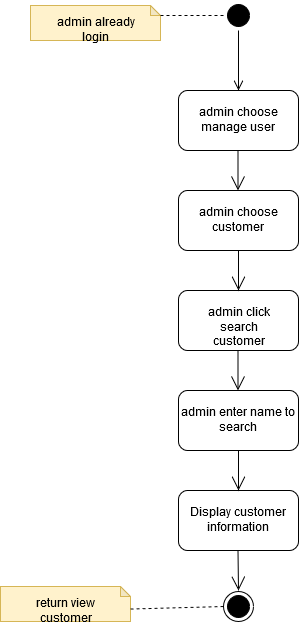 admin already
login
admin choose
manage user
admin choose
customer
admin click
search
customer
admin enter name to
search
Display customer
information
return view
customer